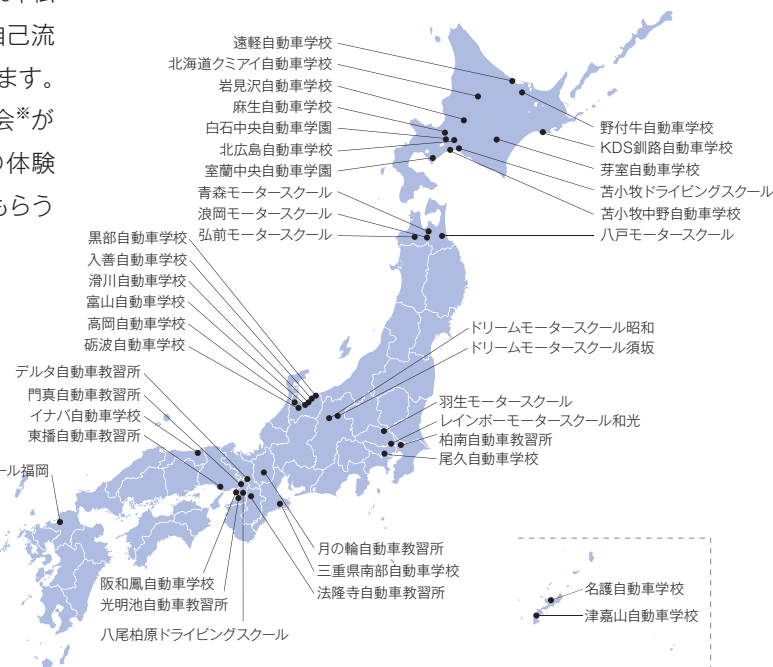 自己流
ます。
会※が
の体験
もらう
遠軽自動車学校
北海道クミアイ自動車学校
岩見沢自動車学校
麻生自動車学校
白石中央自動車学園
北広島自動車学校
室蘭中央自動車学園
青森モータースクール
浪岡モータースクール
弘前モータースクール
野付牛自動車学校
KDS釧路自動車学校
芽室自動車学校
苫小牧ドライビングスクール
苫小牧中野自動車学校
八戸モータースクール
黒部自動車学校
入善自動車学校
滑川自動車学校
富山自動車学校
高岡自動車学校
砺波自動車学校
デルタ自動車教習所
門真自動車教習所
イナバ自動車学校
東播自動車教習所
ール福岡
ドリームモータースクール昭和
ドリームモータースクール須坂
羽生モータースクール
レインボーモータースクール和光
柏南自動車教習所
尾久自動車学校
月の輪自動車教習所
三重県南部自動車学校
法隆寺自動車教習所
阪和鳳自動車学校
光明池自動車教習所
八尾柏原ドライビングスクール
名護自動車学校
津嘉山自動車学校